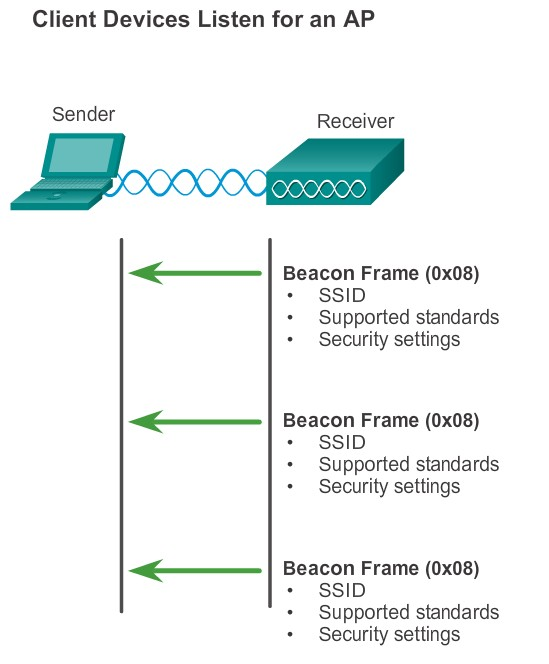 Client Devices Listen for an AP
Sender
Receiver
Beacon Frame (0x08)
• SSID
• Supported standards
• Security settings
Beacon Frame (0x08)
• SSID
• Supported standards
• Security settings
Beacon Frame (0x08)
• SSID
• Supported standards
• Security settings